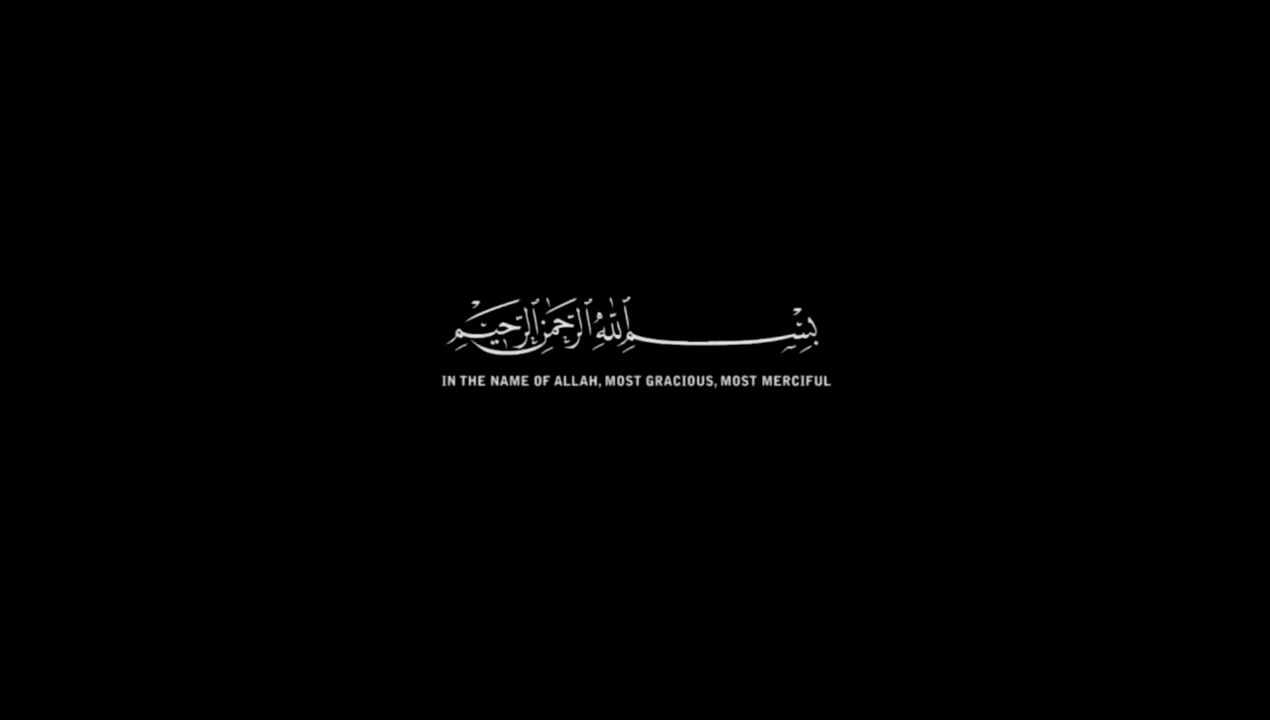 بِسْمِ ٱللَّٰهِ ٱلرَّحْمَٰنِ ٱلرَّحِيمِ
IN THE NAME OF ALLAH, MOST GRACIOUS, MOST MERCIFUL